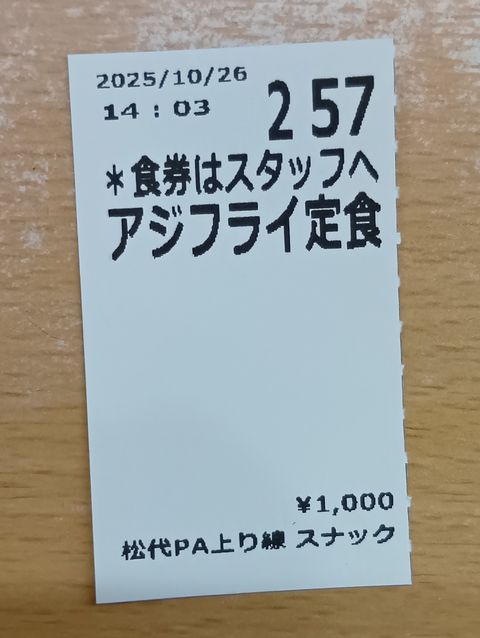 2025/10/26
14:03 257
*食券はスタッフへ
アジフライ定食
¥1,000
松代PA上り線 スナック